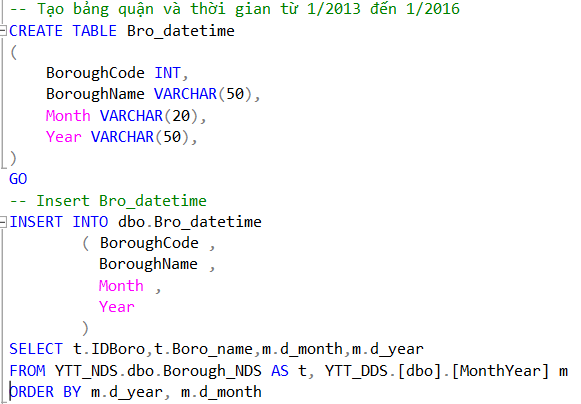 -- Tạo bảng quận và thời gian từ 1/2013 đến 1/2016
CREATE TABLE Bro_datetime
(
BoroughCode INT,
BoroughName VARCHAR(50),
Month VARCHAR(20),
Year VARCHAR(50),
)
GO
-- Insert Bro_datetime
INSERT INTO dbo.Bro_datetime
( BoroughCode ,
BoroughName ,
Month ,
Year
)
SELECT t.IDBoro,t.Boro_name,m.d_month,m.d_year
FROM YTT_NDS.dbo.Borough_NDS AS t, YTT_DDS.[dbo].[MonthYear] m
ORDER BY m.d_year, m.d_month